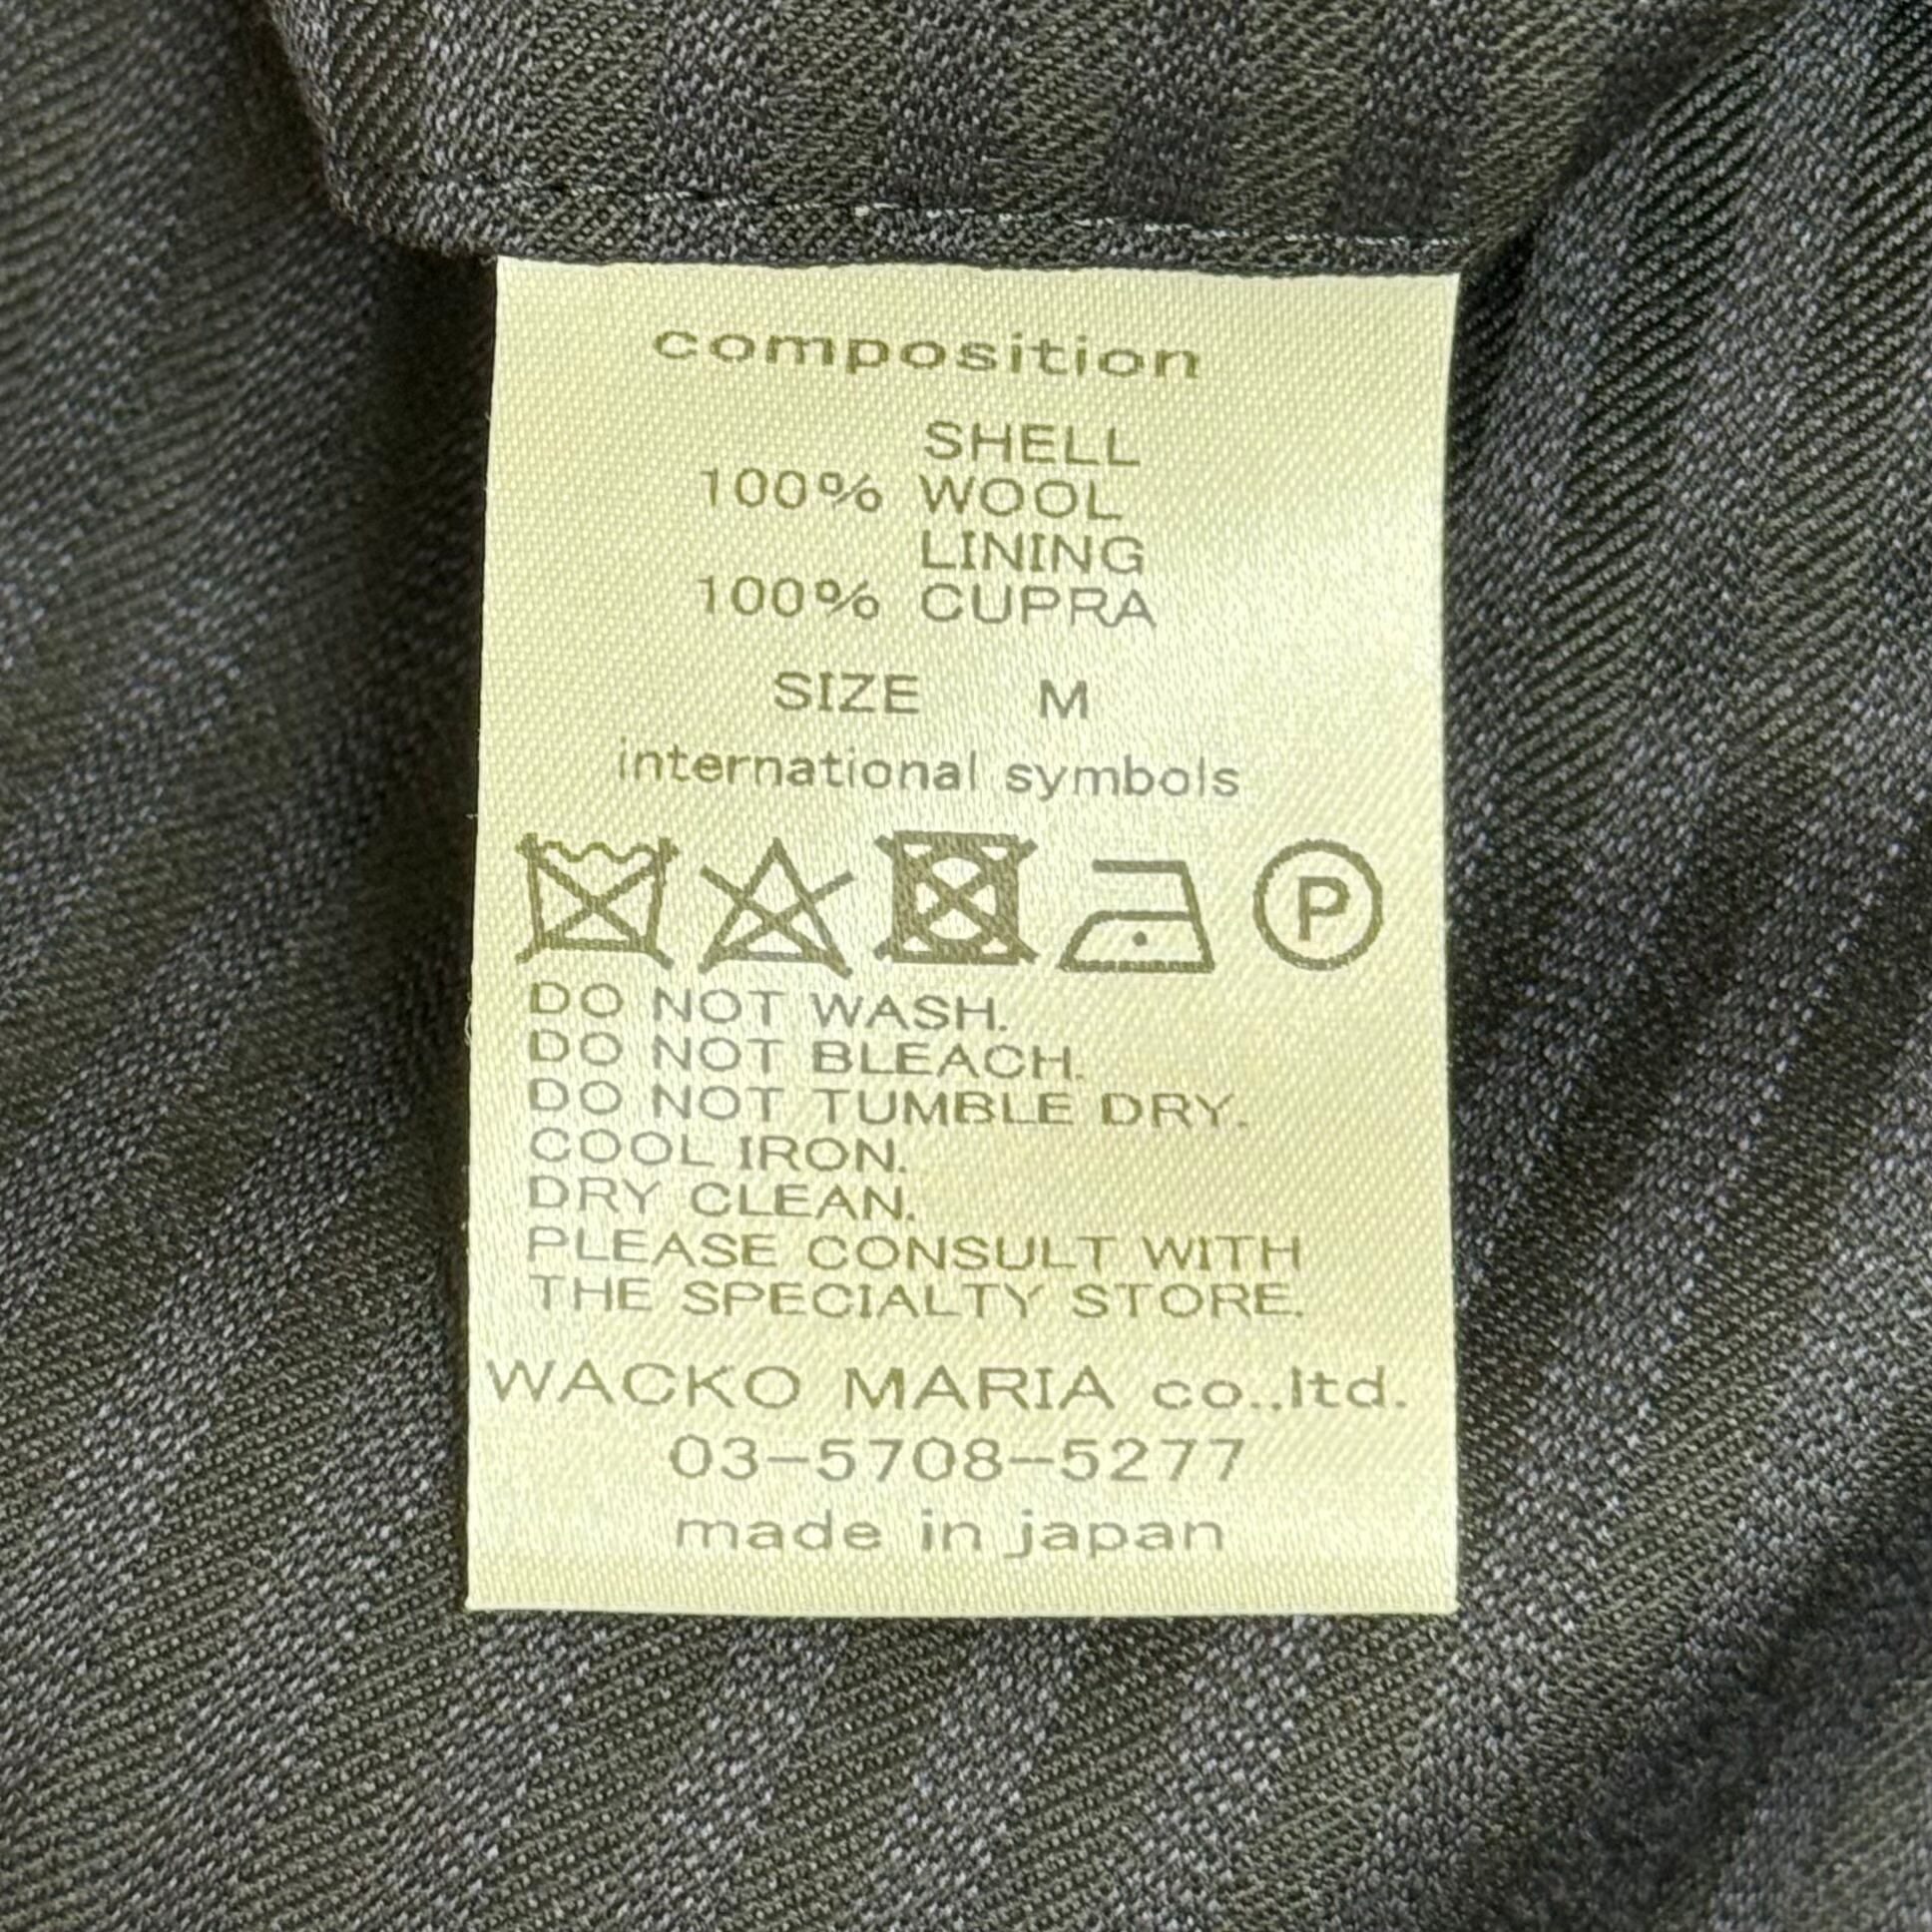 composition
SHELL
100% WOOL
LINING
100% CUPRA
SIZE M
international symbols
P
DO NOT WASH.
DO NOT BLEACH.
DO NOT TUMBLE DRY.
COOL IRON.
DRY CLEAN.
PLEASE CONSULT WITH
THE SPECIALTY STORE.
WACKO MARIA co.,ltd.
03-5708-5277
made in japan